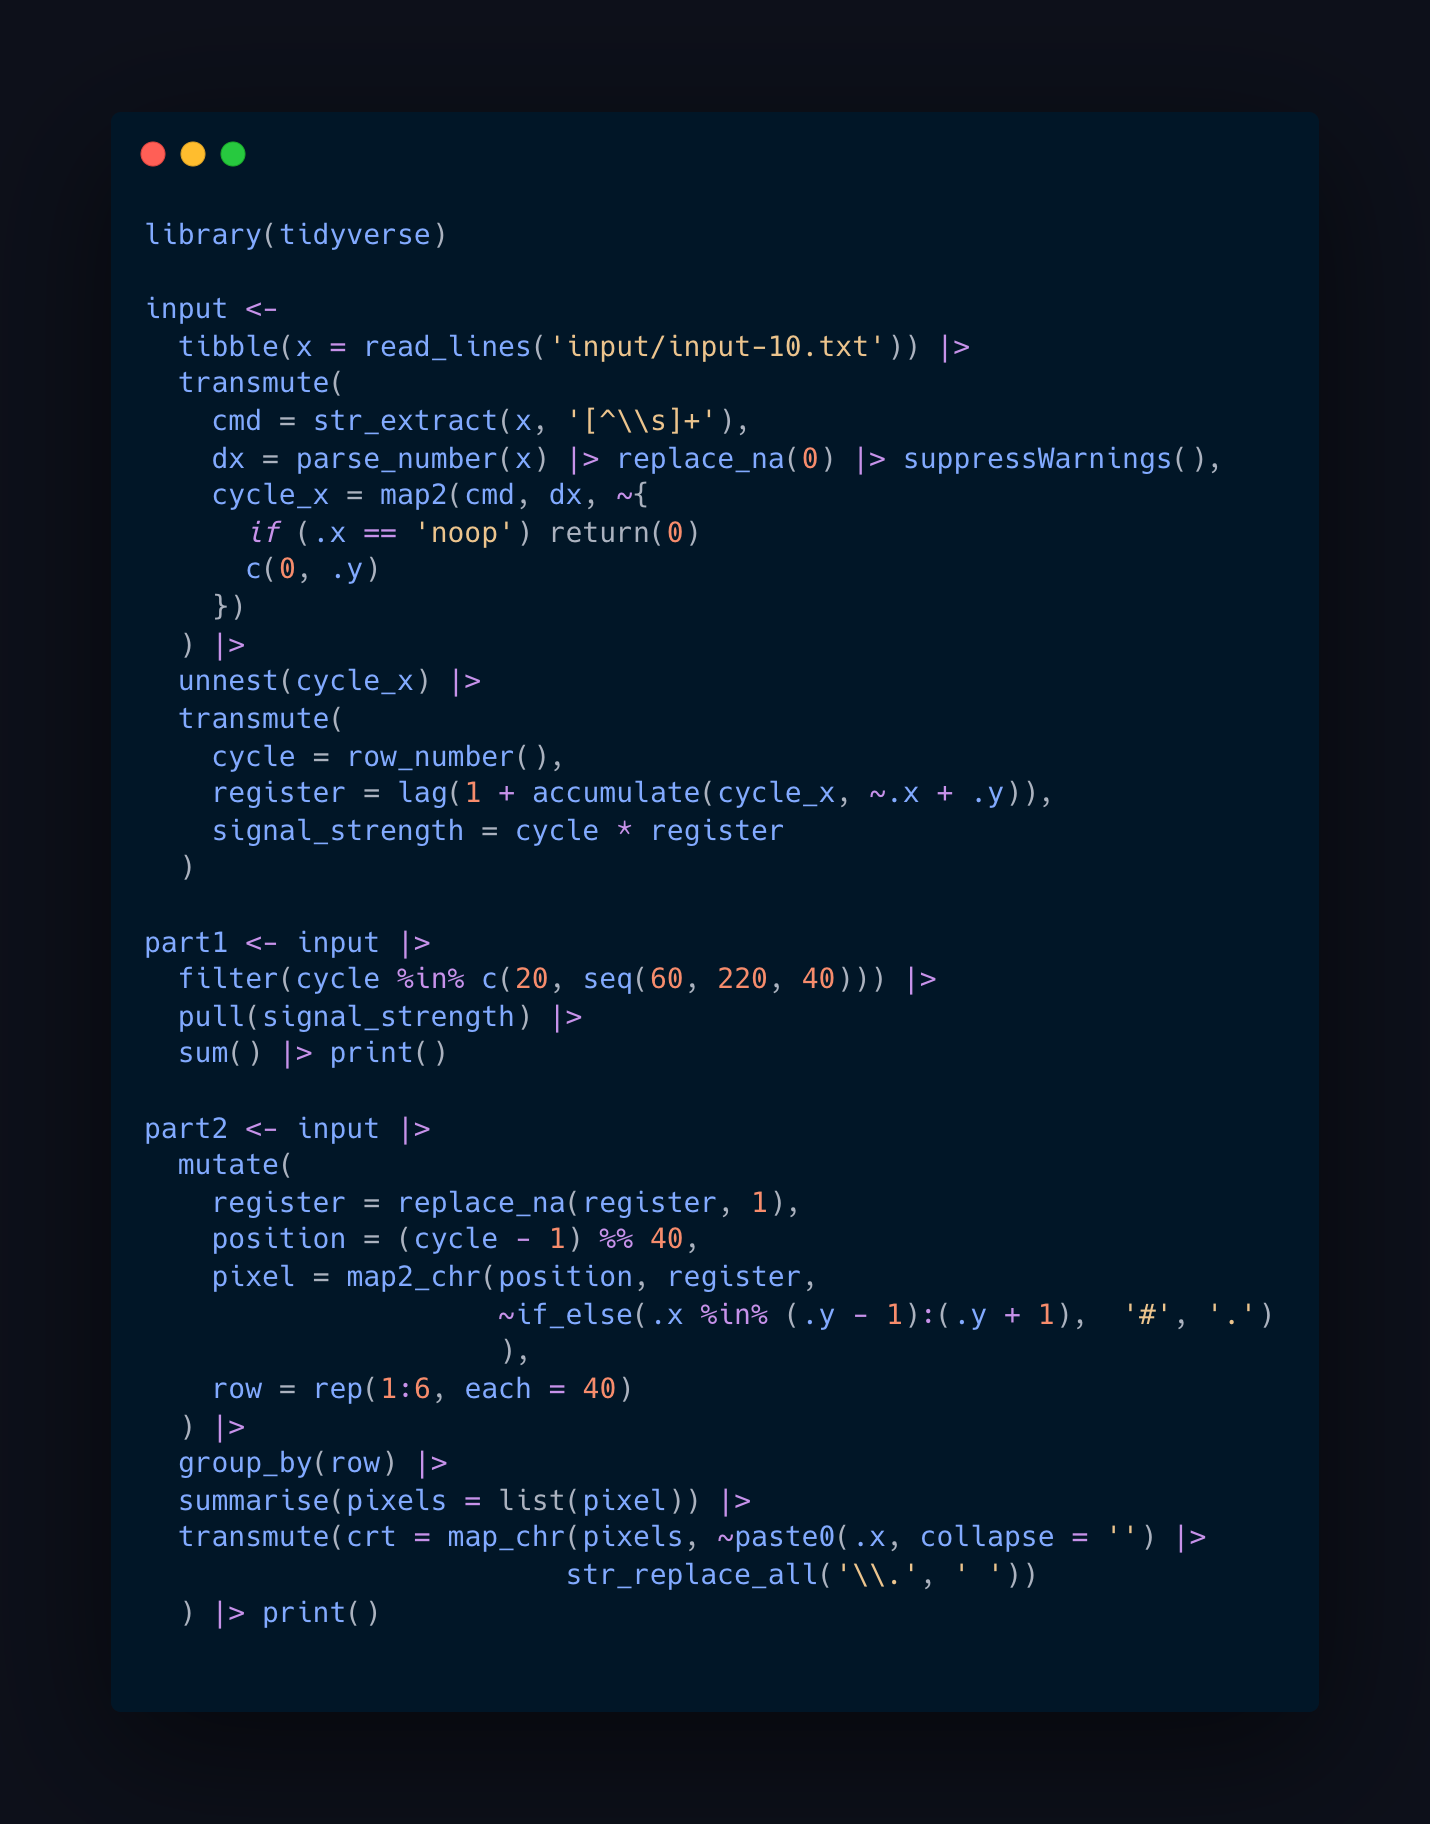 library(tidyverse)

input <-
  tibble(x = read_lines('input/input-10.txt')) |>
  transmute(
    cmd = str_extract(x, '[^\\s]+'),
    dx = parse_number(x) |> replace_na(0) |> suppressWarnings(),
    cycle_x = map2(cmd, dx, ~{
      if (.x == 'noop') return(0)
      c(0, .y)
    })
  ) |>
  unnest(cycle_x) |>
  transmute(
    cycle = row_number(),
    register = lag(1 + accumulate(cycle_x, ~.x + .y)),
    signal_strength = cycle * register
  )

part1 <- input |>
  filter(cycle %in% c(20, seq(60, 220, 40))) |>
  pull(signal_strength) |>
  sum() |> print()

part2 <- input |>
  mutate(
    register = replace_na(register, 1),
    position = (cycle - 1) %% 40,
    pixel = map2_chr(position, register,
                     ~if_else(.x %in% (.y - 1):(.y + 1),  '#', '.')
                     ),
    row = rep(1:6, each = 40)
  ) |>
  group_by(row) |>
  summarise(pixels = list(pixel)) |>
  transmute(crt = map_chr(pixels, ~paste0(.x, collapse = '') |>
                         str_replace_all('\\.', ' '))
  ) |> print()